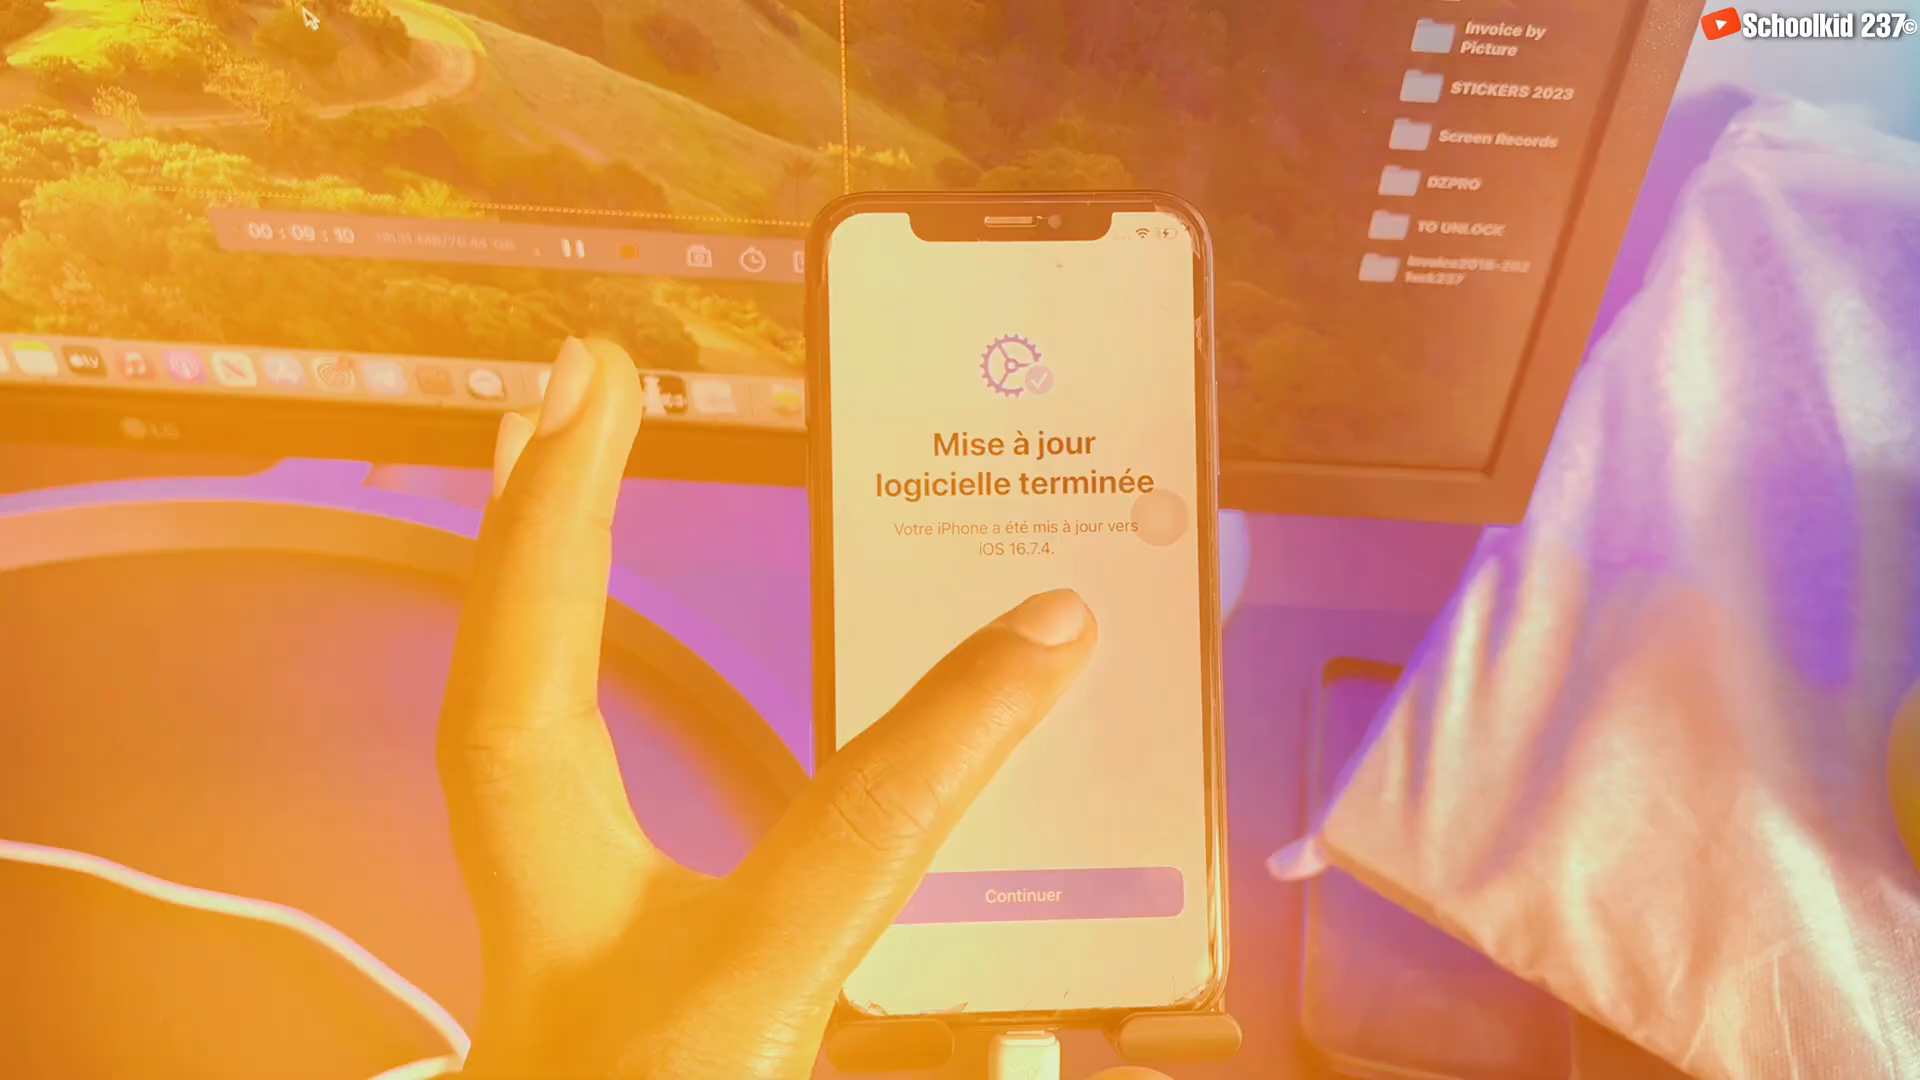 Schoolkid 237©
Invoice by
Picture
STICKERS 2023
Screen Records
DZPRO
TO UNLOCK
00:09:10
tv
LG
Mise à jour
logicielle terminée
Votre iPhone a été mis à jour vers
iOS 16.7.4.
Continuer